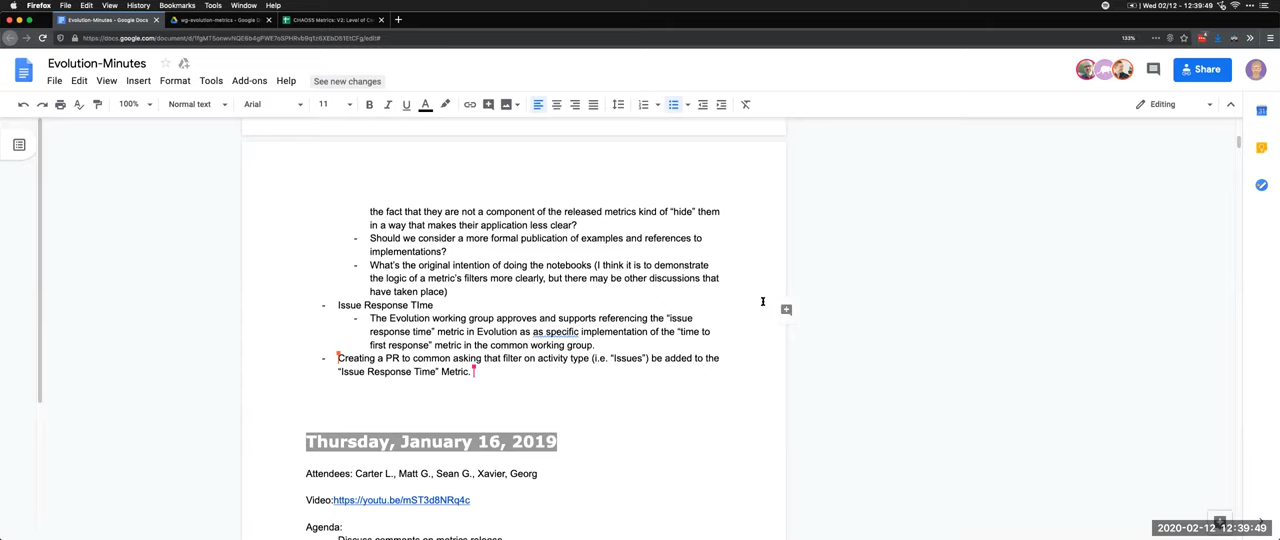 Firefox File Edit View History Bookmarks Tools Window Help Wed 02/12 12:39:49
Evolution-Minutes - Google Docs wg-evolution-metrics - Google D CHAOSS Metrics: V2: Level of C
133%
Evolution-Minutes
File Edit View Insert Format Tools Add-ons Help See new changes
Share
100% Normal text Arial 11 B I U A Editing
the fact that they are not a component of the released metrics kind of “hide” them
in a way that makes their application less clear?
- Should we consider a more formal publication of examples and references to
implementations?
- What’s the original intention of doing the notebooks (I think it is to demonstrate
the logic of a metric’s filters more clearly, but there may be other discussions that
have taken place)
- Issue Response TIme
- The Evolution working group approves and supports referencing the “issue
response time” metric in Evolution as as specific implementation of the “time to
first response” metric in the common working group.
- Creating a PR to common asking that filter on activity type (i.e. “Issues”) be added to the
“Issue Response Time” Metric.
Thursday, January 16, 2019
Attendees: Carter L., Matt G., Sean G., Xavier, Georg
Video:https://youtu.be/mST3d8NRq4c
Agenda:
Discuss comments on metrics release
2020-02-12 12:39:49